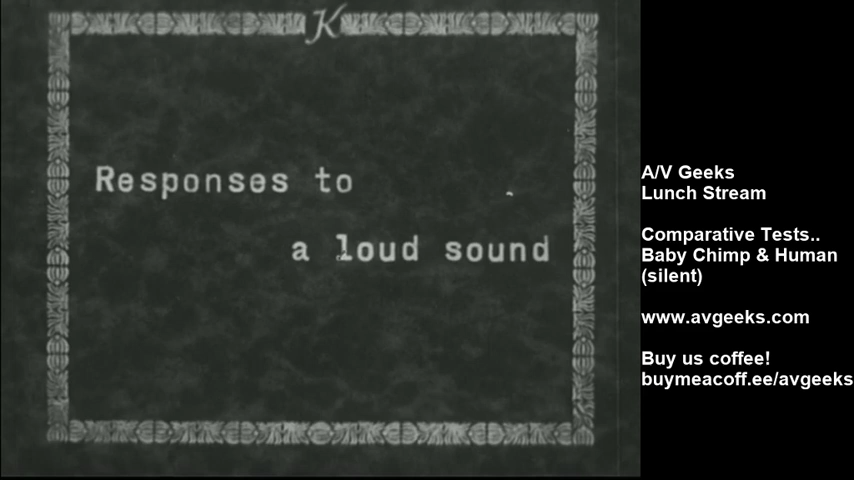 K
Responses to
a loud sound
A/V Geeks
Lunch Stream
Comparative Tests..
Baby Chimp & Human
(silent)
www.avgeeks.com
Buy us coffee!
buymeacoff.ee/avgeeks